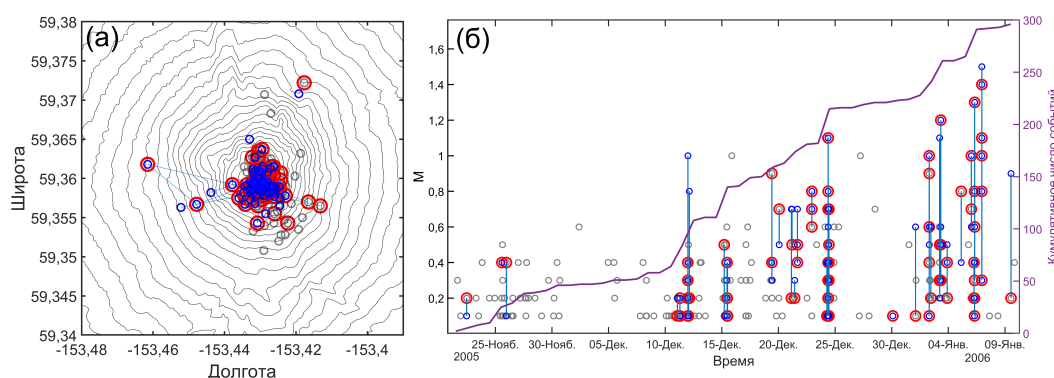 (а)
59,38
59,375
59,37
59,365
59,36
59,355
59,35
59,345
59,34
Широта
-153,48
-153,46
-153,44
-153,42
-153,4
Долгота
(б)
1,6
1,4
1,2
1
0,8
0,6
0,4
0,2
М
25-Нояб.
30-Нояб.
05-Дек.
10-Дек.
15-Дек.
20-Дек.
25-Дек.
30-Дек.
04-Янв.
09-Янв.
2005
2006
Время
300
250
200
150
100
50
0
Кумулятивное число событий